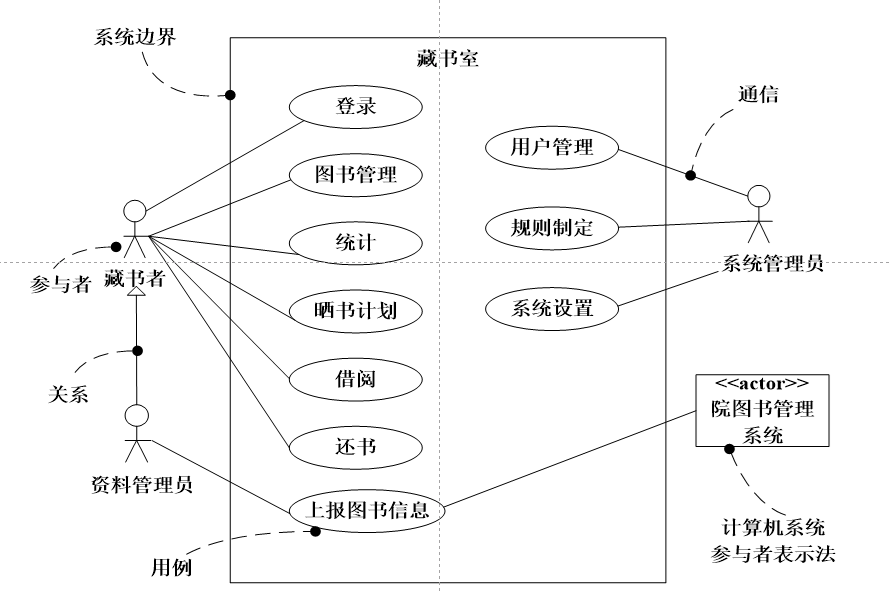 系统边界
藏书室
登录
通信
用户管理
图书管理
规则制定
统计
系统管理员
参与者
藏书者
晒书计划
系统设置
关系
借阅
<<actor>>
院图书管理
系统
还书
资料管理员
上报图书信息
计算机系统
参与者表示法
用例